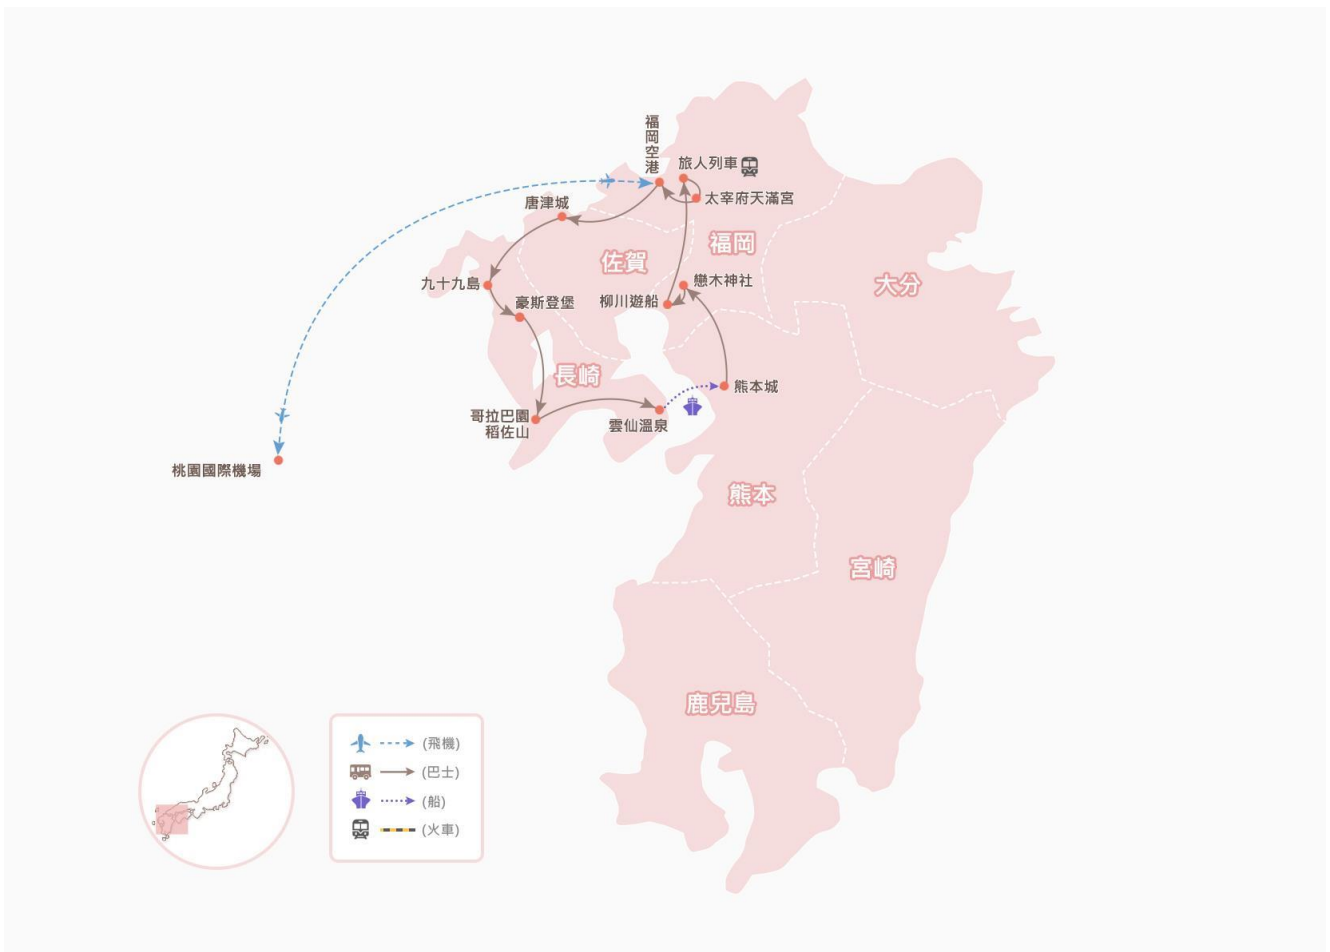 福岡空港
旅人列車
太宰府天滿宮
唐津城
福岡
佐賀
大分
九十九島
戀木神社
柳川遊船
豪斯登堡
長崎
熊本城
哥拉巴園
稻佐山
雲仙溫泉
桃園國際機場
熊本
宮崎
鹿兒島
(飛機)
(巴士)
(船)
(火車)